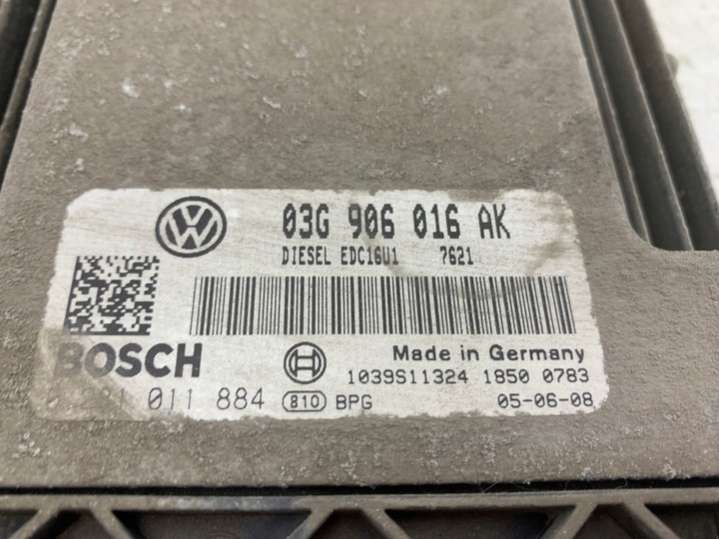 03G 906 016 AK
DIESEL EDC16U1 7621
BOSCH
Made in Germany
1039S11324 1850 0783
011 884 810 BPG 05-06-08